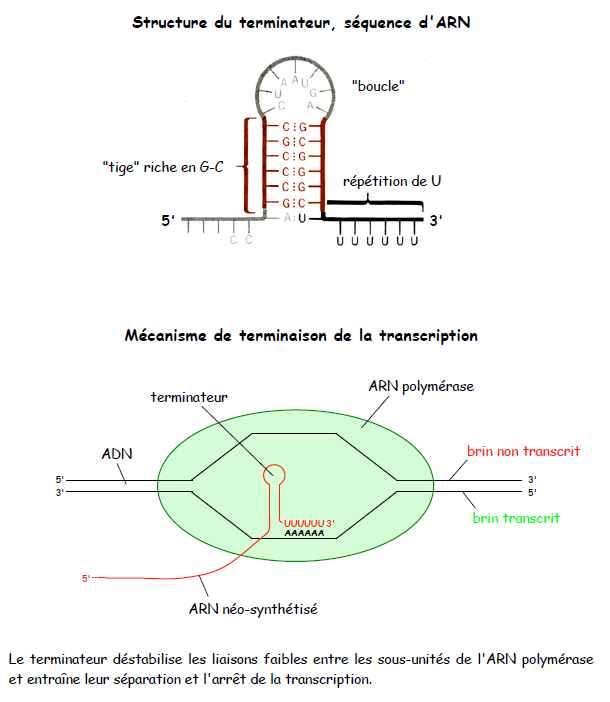 Structure du terminateur, séquence d'ARN
"boucle"
C U A A U G A
C G
G C
C G
"tige" riche en G-C
C G
C G
répétition de U
G C
5' A U 3'
C C U U U U U U
Mécanisme de terminaison de la transcription
ARN polymérase
terminateur
ADN
brin non transcrit
5' 3'
3' 5'
brin transcrit
UUUUUU 3'
AAAAAA
5'
ARN néo-synthétisé
Le terminateur déstabilise les liaisons faibles entre les sous-unités de l'ARN polymérase
et entraîne leur séparation et l'arrêt de la transcription.